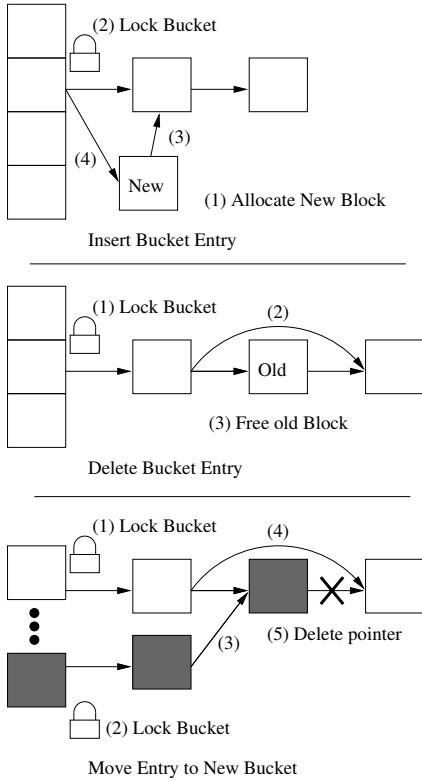 (2) Lock Bucket
(3)
(4)
New
(1) Allocate New Block
Insert Bucket Entry
(1) Lock Bucket
(2)
Old
(3) Free old Block
Delete Bucket Entry
(1) Lock Bucket
(4)
(3)
(5) Delete pointer
(2) Lock Bucket
Move Entry to New Bucket